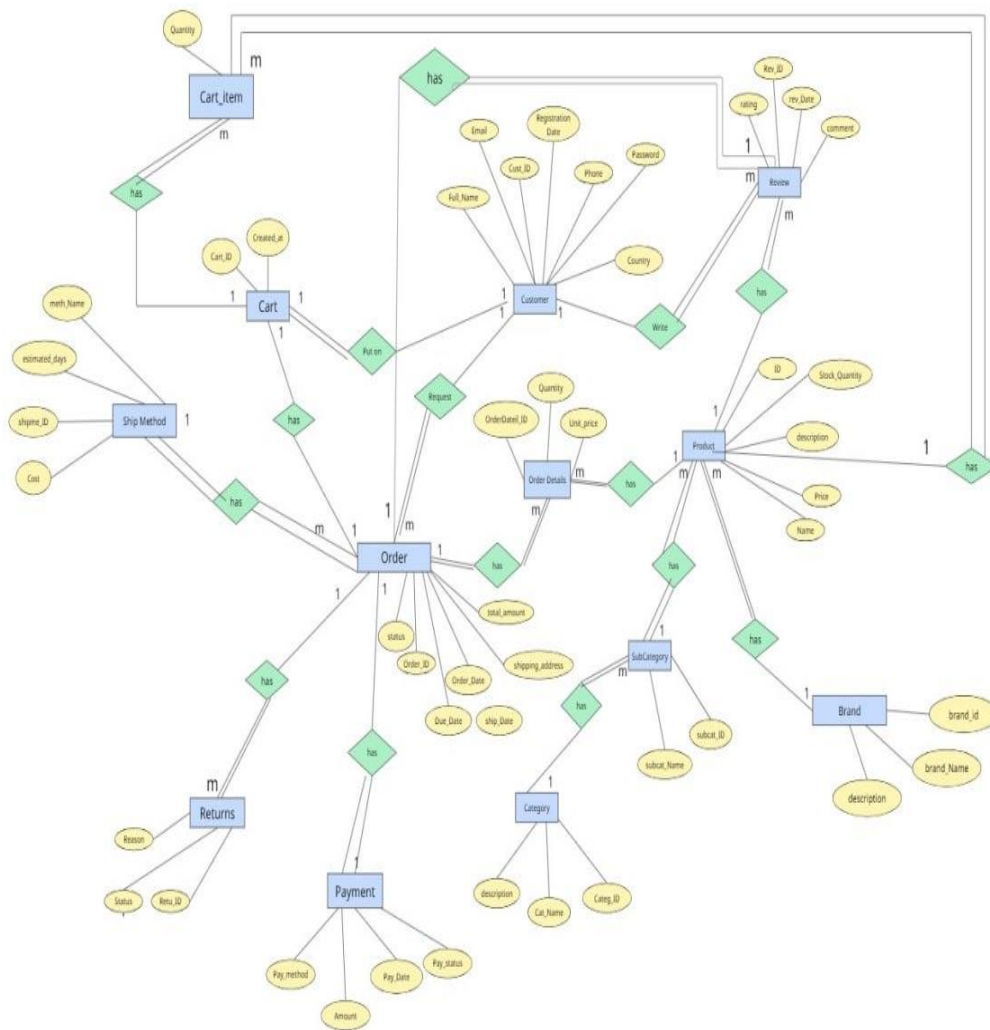 Quantity
m
Cart_item
m
has
has
Rev_ID
rating
rev_Date
comment
1
m
Review
m
Email
Registration
Date
Password
Cust_ID
Phone
Full_Name
Country
1
Customer
1
1
Created_at
Cart_ID
1
Cart
1
1
Put on
Write
has
meth_Name
estimated_days
shipme_ID
Cost
Ship Method
1
has
has
Request
Quantity
OrderDateil_ID
Unit_price
Order Details
m
m
has
1
ID
Stock_Quantity
description
Price
Name
1
Product
m
m
1
has
m
1
1
m
Order
1
1
1
has
status
Order_ID
Due_Date
Order_Date
ship_Date
total_amount
shipping_address
has
1
SubCategory
m
has
subcat_Name
subcat_ID
has
1
Brand
brand_id
brand_Name
description
has
m
Returns
Reason
Status
Retu_ID
has
1
Payment
Pay_method
Amount
Pay_Date
Pay_status
1
Category
description
Cat_Name
Categ_ID